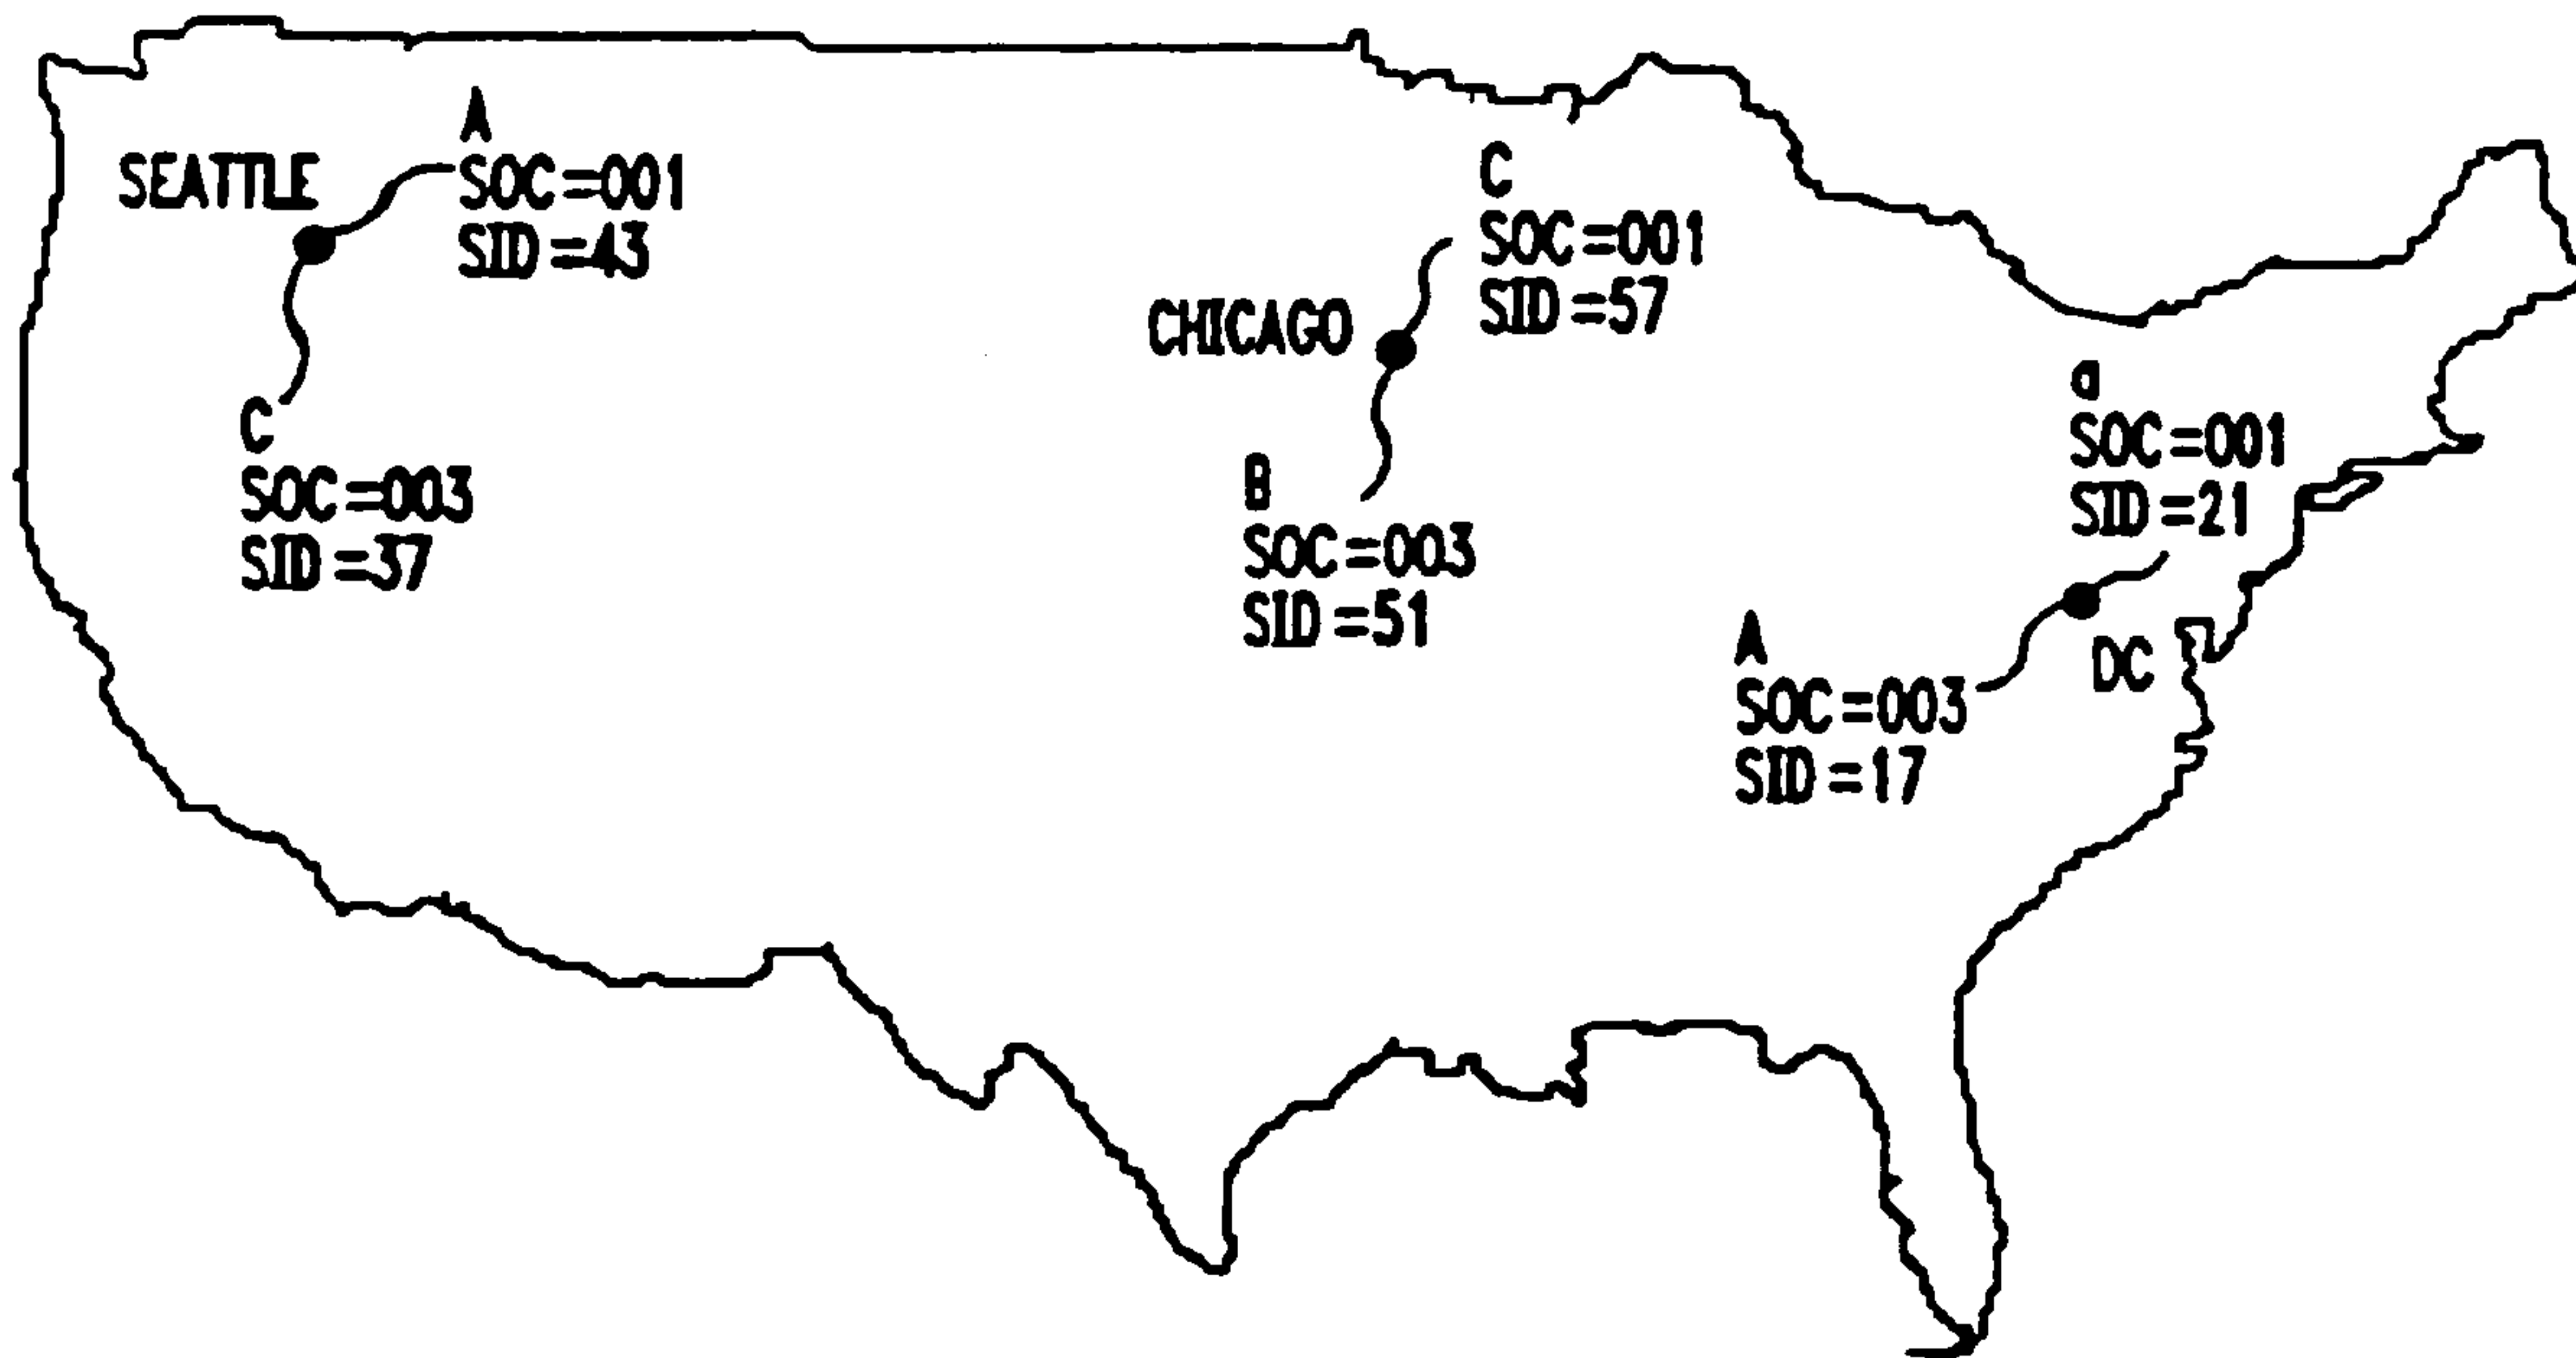 A
SEATTLE
SOC=001
SID=43
C
SOC=003
SID=37
C
SOC=001
SID=57
CHICAGO
B
SOC=003
SID=51
a
SOC=001
SID=21
DC
A
SOC=003
SID=17